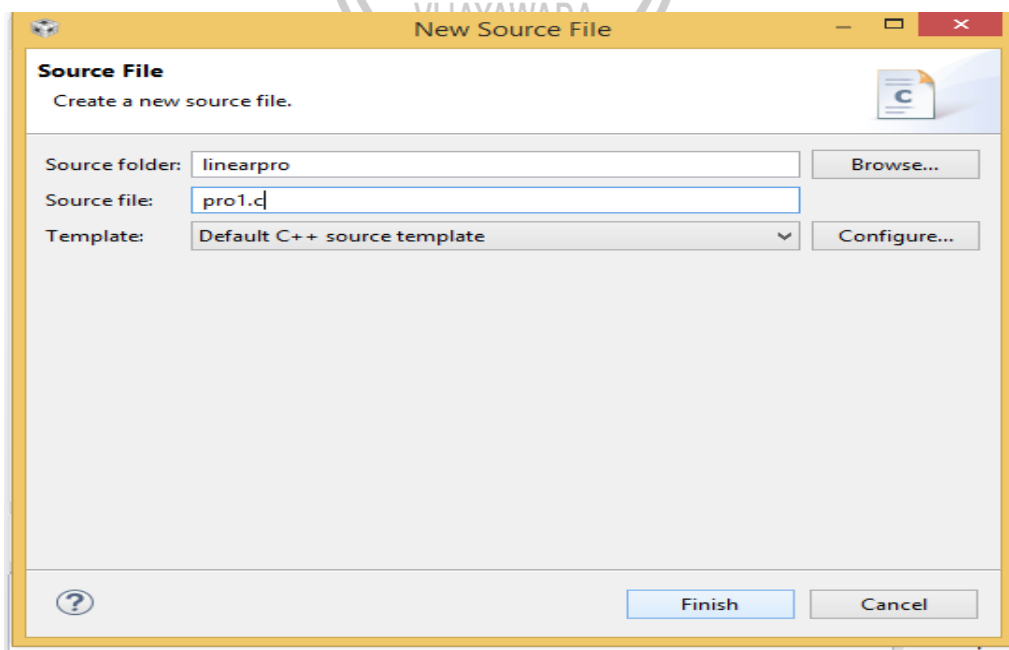 VIJAYAWADA
New Source File
Source File
Create a new source file.
C
Source folder: linearpro Browse...
Source file: pro1.c
Template: Default C++ source template Configure...
? Finish Cancel